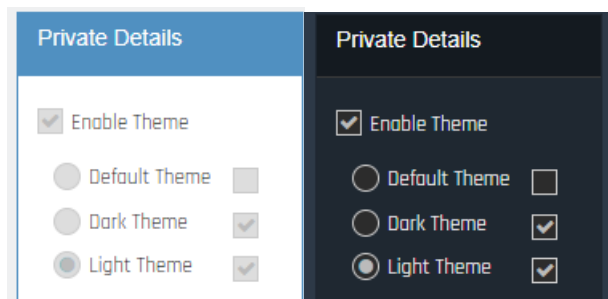 Private Details
Enable Theme
Default Theme
Dark Theme
Light Theme
Private Details
Enable Theme
Default Theme
Dark Theme
Light Theme